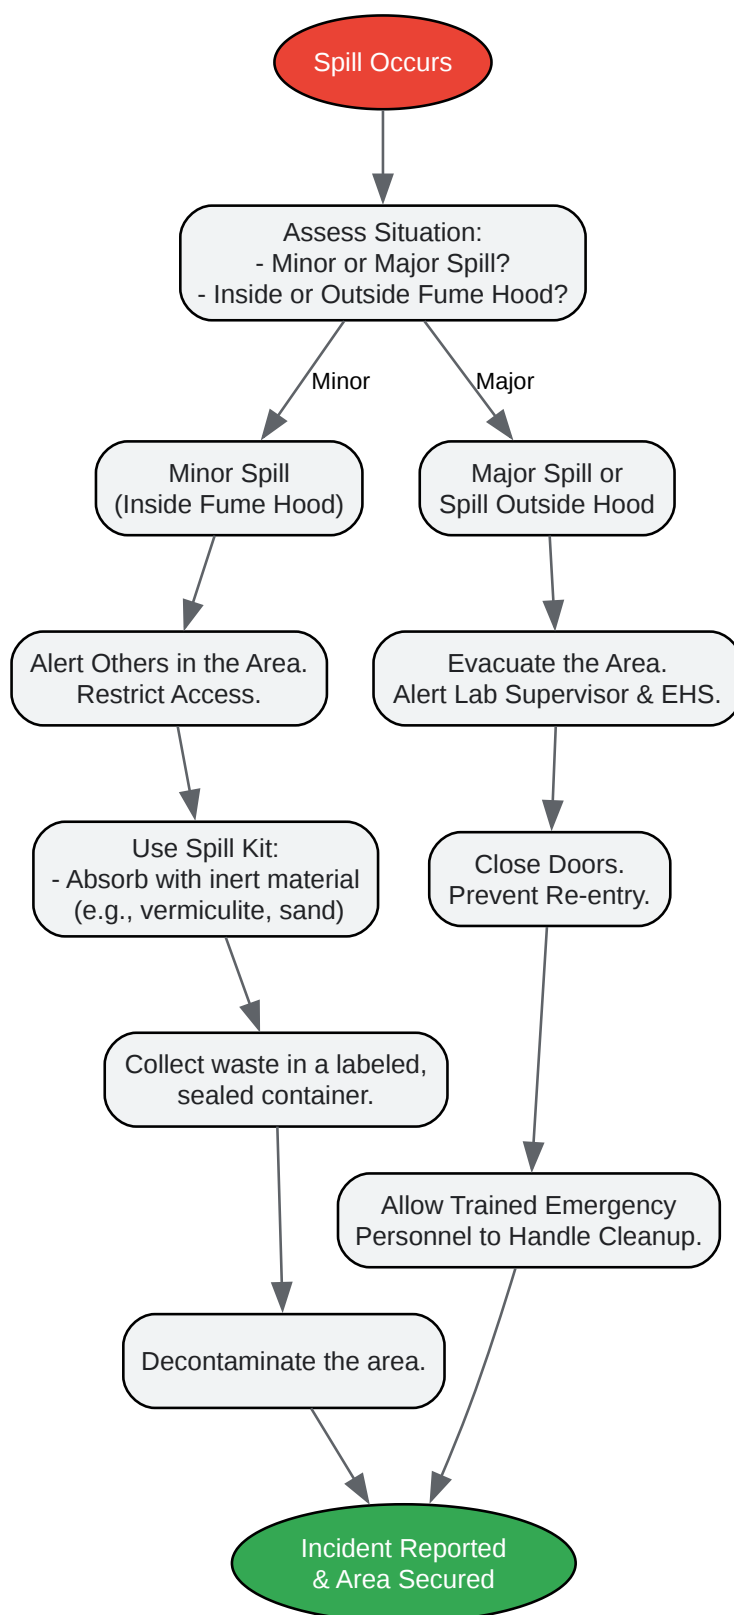 Spill Occurs
Assess Situation:
- Minor or Major Spill?
- Inside or Outside Fume Hood?
Minor
Major
Minor Spill
(Inside Fume Hood)
Major Spill or
Spill Outside Hood
Alert Others in the Area.
Restrict Access.
Evacuate the Area.
Alert Lab Supervisor & EHS.
Use Spill Kit:
- Absorb with inert material
(e.g., vermiculite, sand)
Close Doors.
Prevent Re-entry.
Collect waste in a labeled,
sealed container.
Allow Trained Emergency
Personnel to Handle Cleanup.
Decontaminate the area.
Incident Reported
& Area Secured